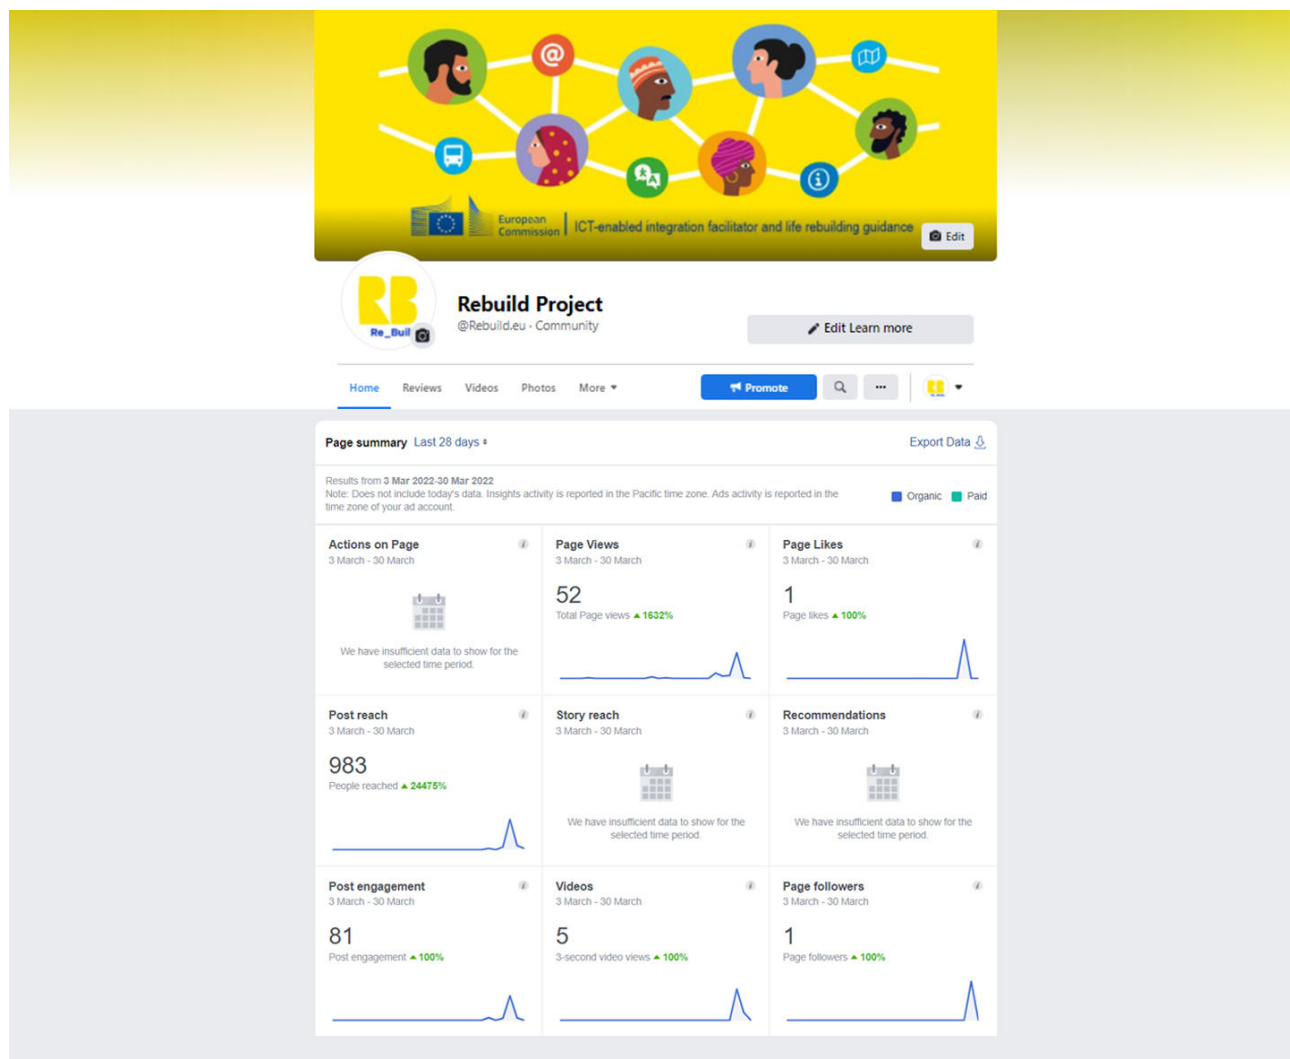 European
Commission
ICT-enabled integration facilitator and life rebuilding guidance
Edit
RB
Re_Buil
Rebuild Project
@Rebuild.eu · Community
Edit Learn more
Home Reviews Videos Photos More
Promote
Page summary Last 28 days
Export Data
Results from 3 Mar 2022-30 Mar 2022
Note: Does not include today's data. Insights activity is reported in the Pacific time zone. Ads activity is reported in the
time zone of your ad account.
Organic Paid
Actions on Page
3 March - 30 March
We have insufficient data to show for the
selected time period.
Page Views
3 March - 30 March
52
Total Page views ▲ 1632%
Page Likes
3 March - 30 March
1
Page likes ▲ 100%
Post reach
3 March - 30 March
983
People reached ▲ 24475%
Story reach
3 March - 30 March
We have insufficient data to show for the
selected time period.
Recommendations
3 March - 30 March
We have insufficient data to show for the
selected time period.
Post engagement
3 March - 30 March
81
Post engagement ▲ 100%
Videos
3 March - 30 March
5
3-second video views ▲ 100%
Page followers
3 March - 30 March
1
Page followers ▲ 100%